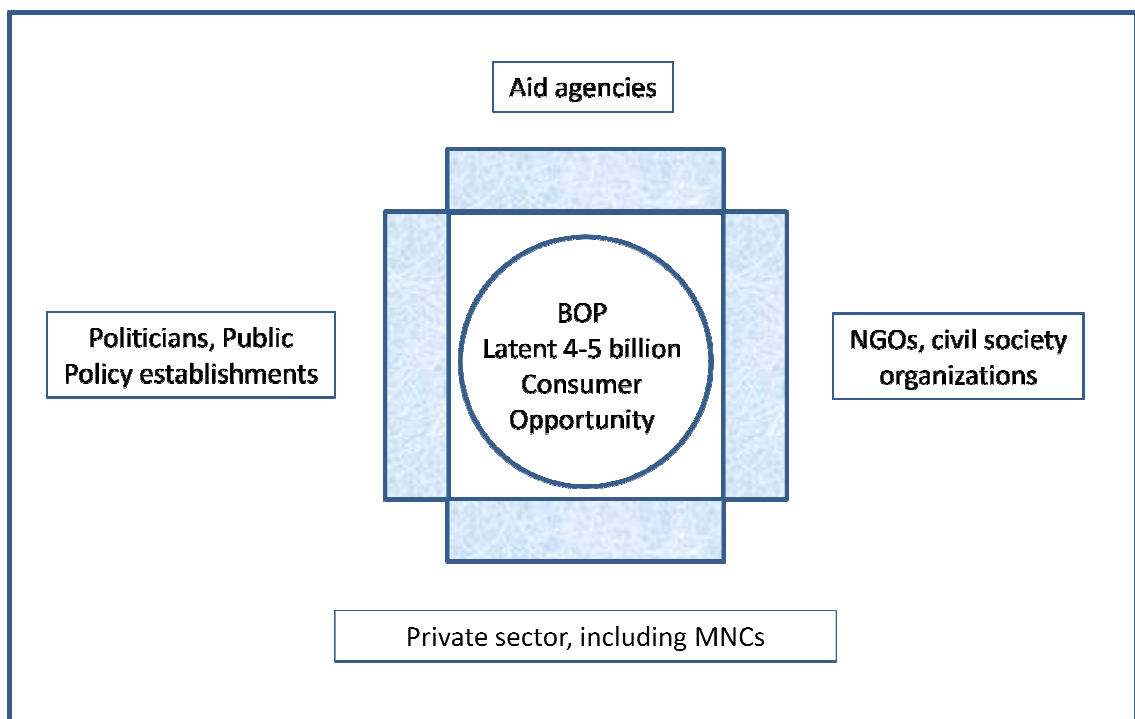 Aid agencies
Politicians, Public
Policy establishments
BOP
Latent 4-5 billion
Consumer
Opportunity
NGOs, civil society
organizations
Private sector, including MNCs